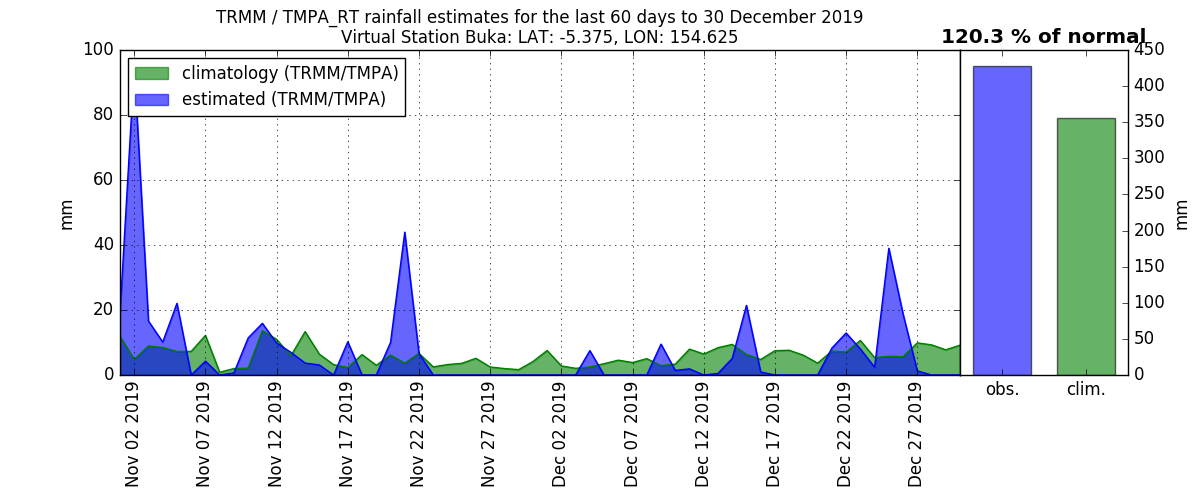 TRMM / TMPA_RT rainfall estimates for the last 60 days to 30 December 2019
Virtual Station Buka: LAT: -5.375, LON: 154.625
120.3 % of normal
climatology (TRMM/TMPA)
estimated (TRMM/TMPA)
mm
100
80
60
40
20
0
Nov 02 2019
Nov 07 2019
Nov 12 2019
Nov 17 2019
Nov 22 2019
Nov 27 2019
Dec 02 2019
Dec 07 2019
Dec 12 2019
Dec 17 2019
Dec 22 2019
Dec 27 2019
obs.
clim.
450
400
350
300
250
200
150
100
50
0
mm